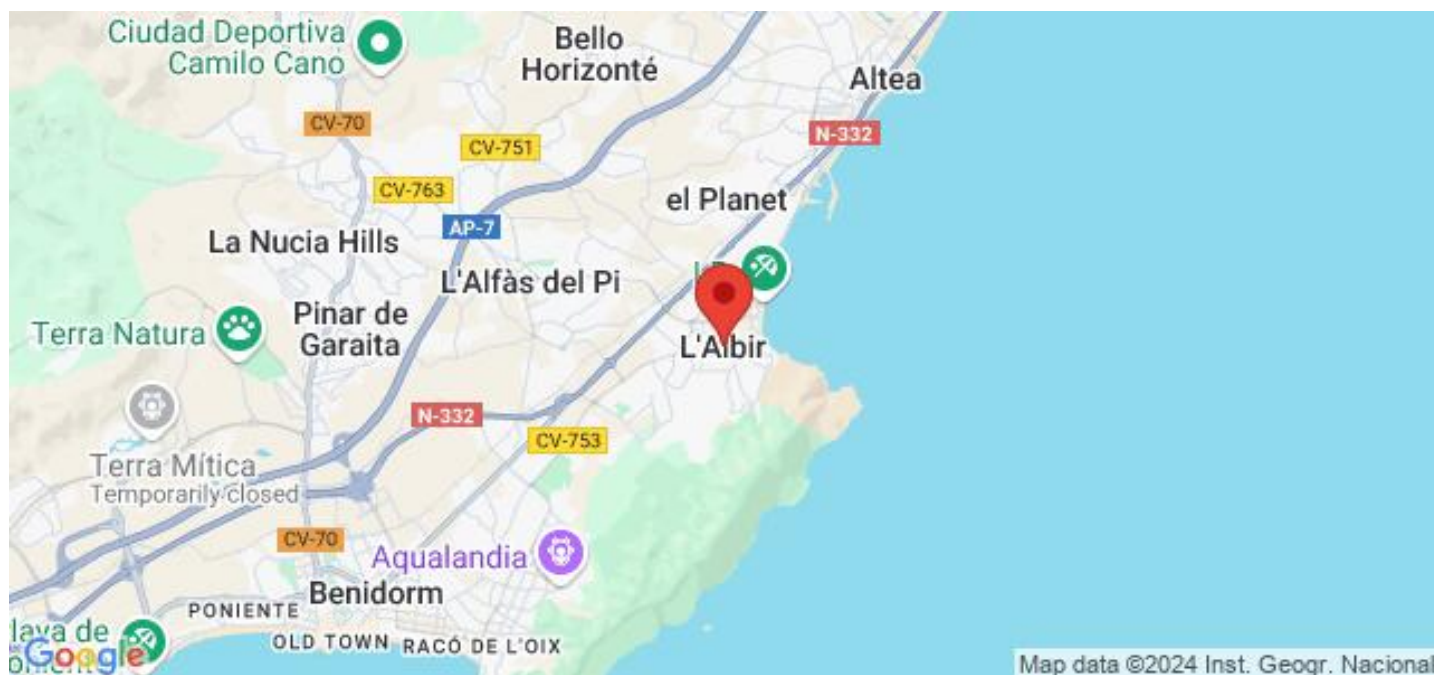 Ciudad Deportiva
Camilo Cano
Bello
Horizonté
Altea
CV-70
CV-751
N-332
CV-763
el Planet
AP-7
La Nucia Hills
L'Alfàs del Pi
Terra Natura
Pinar de
Garaita
L'Albir
N-332
CV-753
Terra Mítica
Temporarily closed
CV-70
Aqualandia
Benidorm
PONIENTE
OLD TOWN
RACÓ DE L'OIX
laya de
Google
Map data ©2024 Inst. Geogr. Nacional